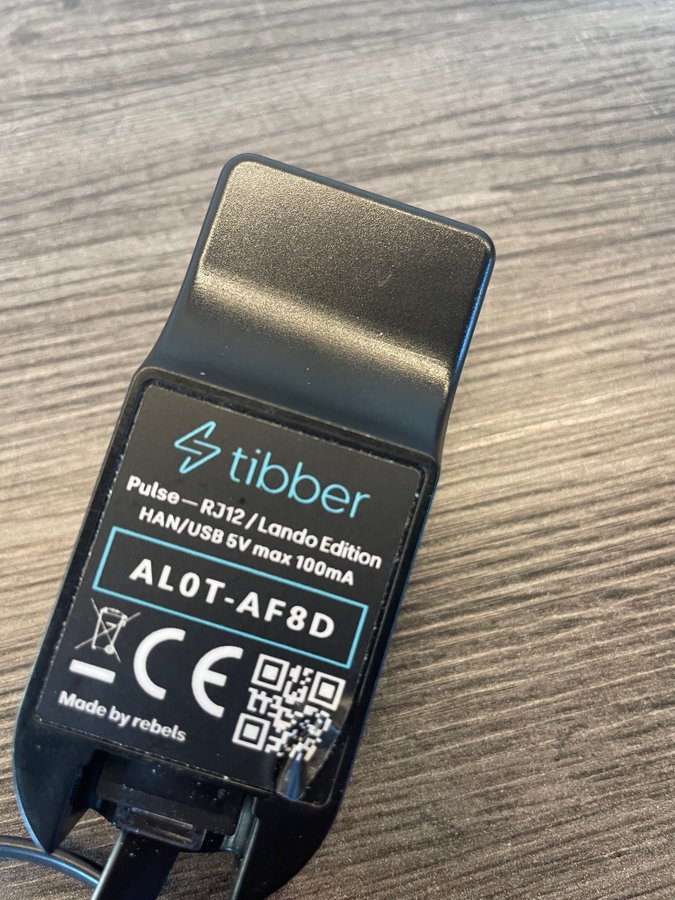 tibber
Pulse — RJ12 / Lando Edition
HAN/USB 5V max 100mA
AL0T-AF8D
CE
Made by rebels